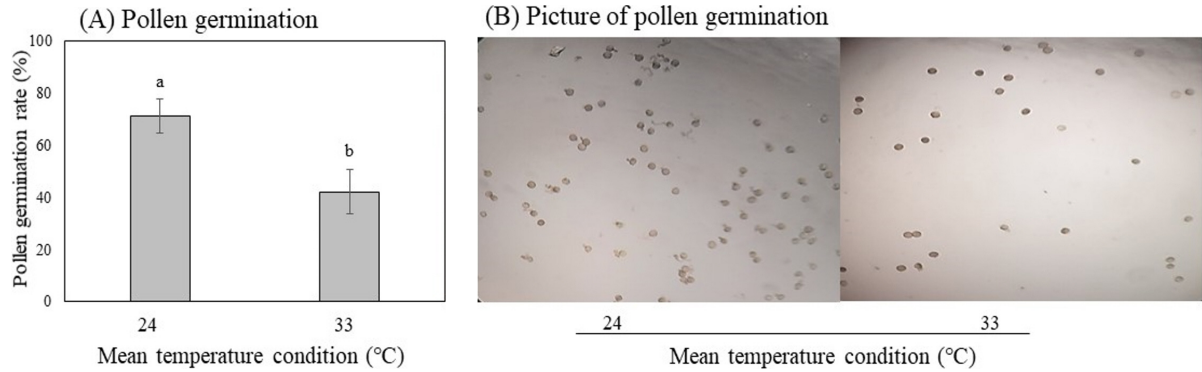 (A) Pollen germination
Pollen germination rate (%)
100
80
60
40
20
0
a
b
24
33
Mean temperature condition (℃)
(B) Picture of pollen germination
24
33
Mean temperature condition (℃)